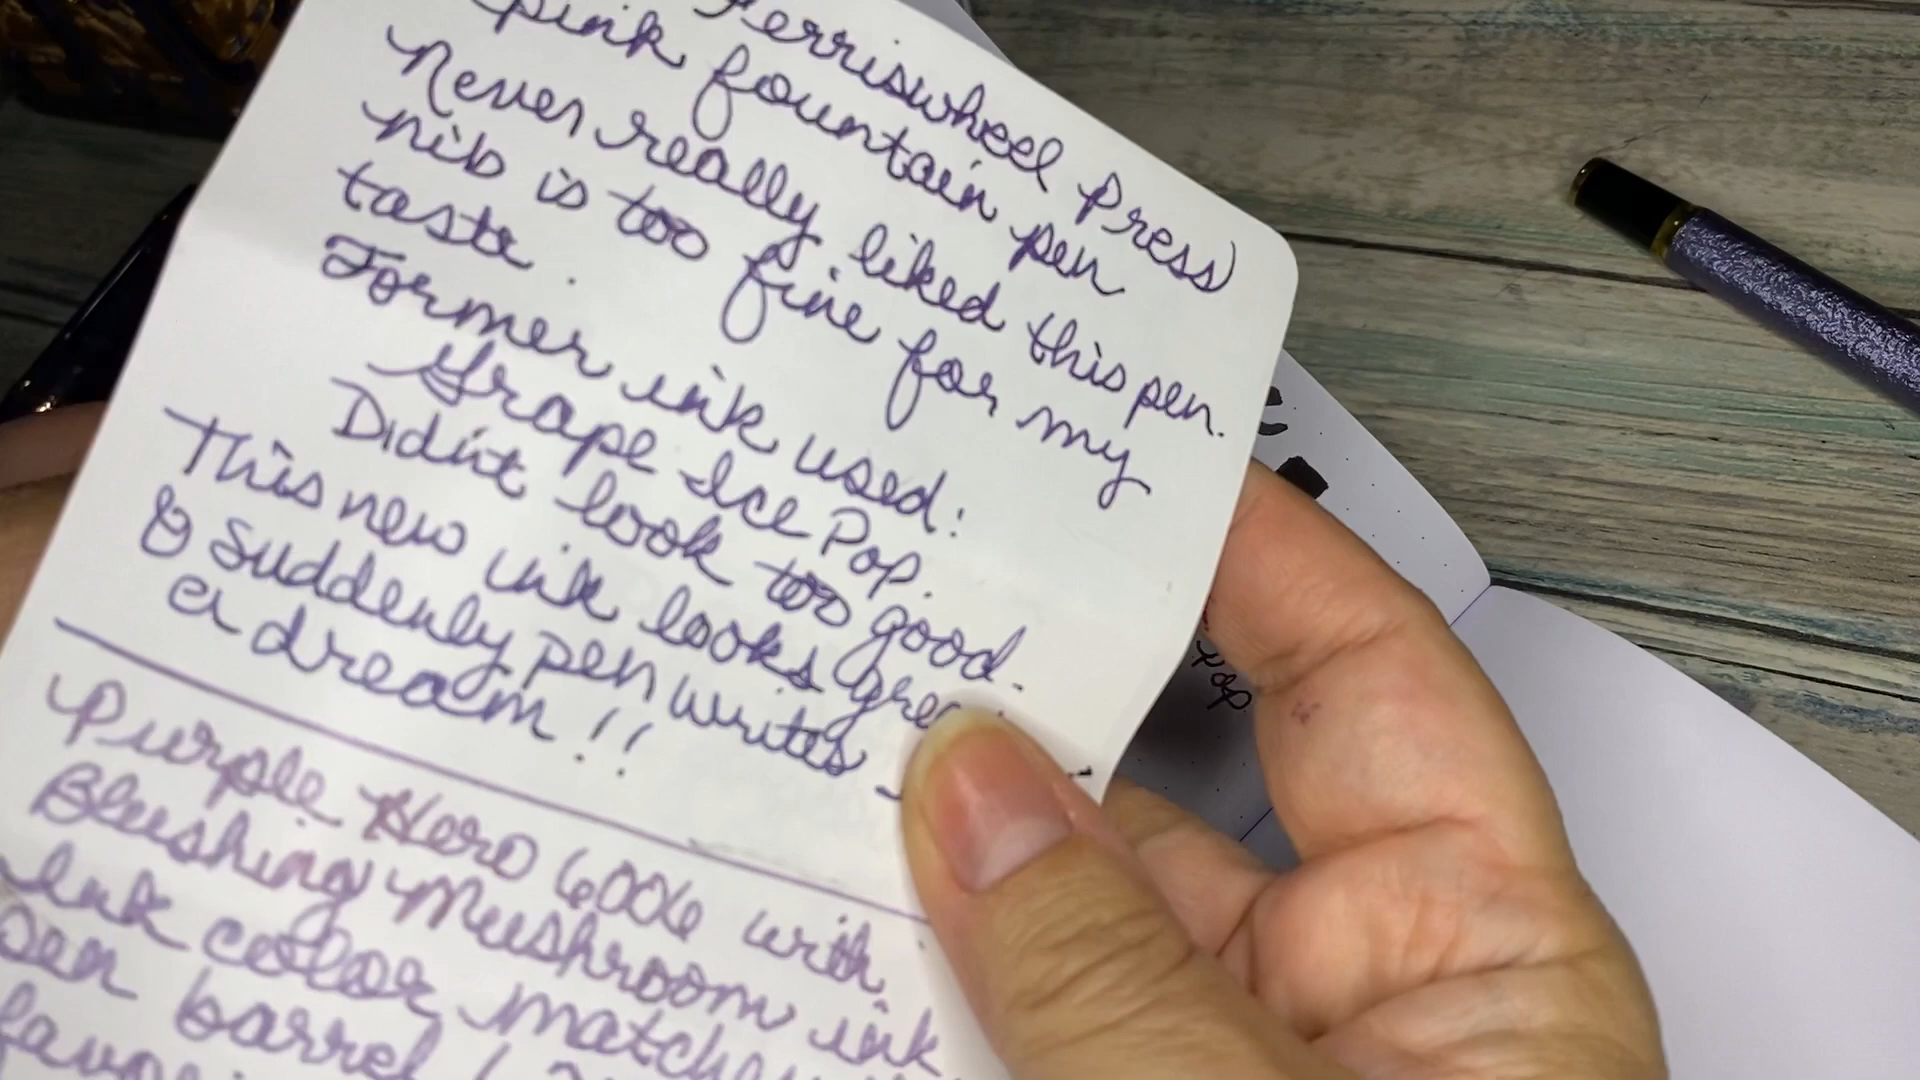 Ferriswheel Press
pink fountain pen
Never really liked this pen.
nib is too fine for my
taste.
Former ink used:
Grape Ice Pop.
Didn't look too good.
This new ink looks
& suddenly pen writes
a dream!!
Purple Hero 6006 with
Blushing Mushroom ink
Ink color
Pen barrel
Pop